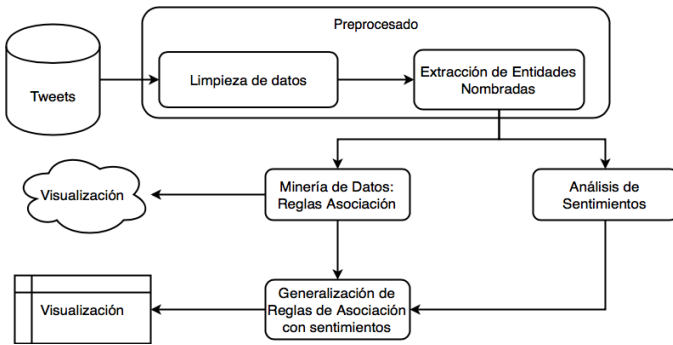 Preprocesado
Tweets
Limpieza de datos
Extracción de Entidades
Nombradas
Visualización
Minería de Datos:
Reglas Asociación
Análisis de
Sentimientos
Visualización
Generalización de
Reglas de Asociación
con sentimientos